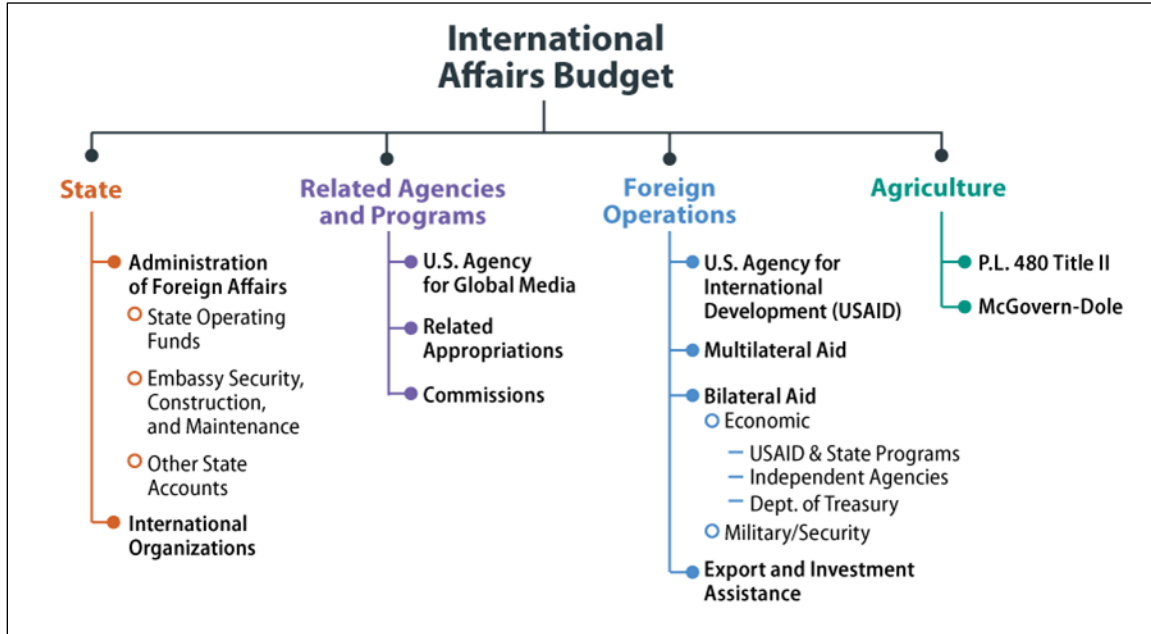 International
Affairs Budget
State
Administration
of Foreign Affairs
State Operating
Funds
Embassy Security,
Construction,
and Maintenance
Other State
Accounts
International
Organizations
Related Agencies
and Programs
U.S. Agency
for Global Media
Related
Appropriations
Commissions
Foreign
Operations
U.S. Agency for
International
Development (USAID)
Multilateral Aid
Bilateral Aid
Economic
USAID & State Programs
Independent Agencies
Dept. of Treasury
Military/Security
Export and Investment
Assistance
Agriculture
P.L. 480 Title II
McGovern-Dole